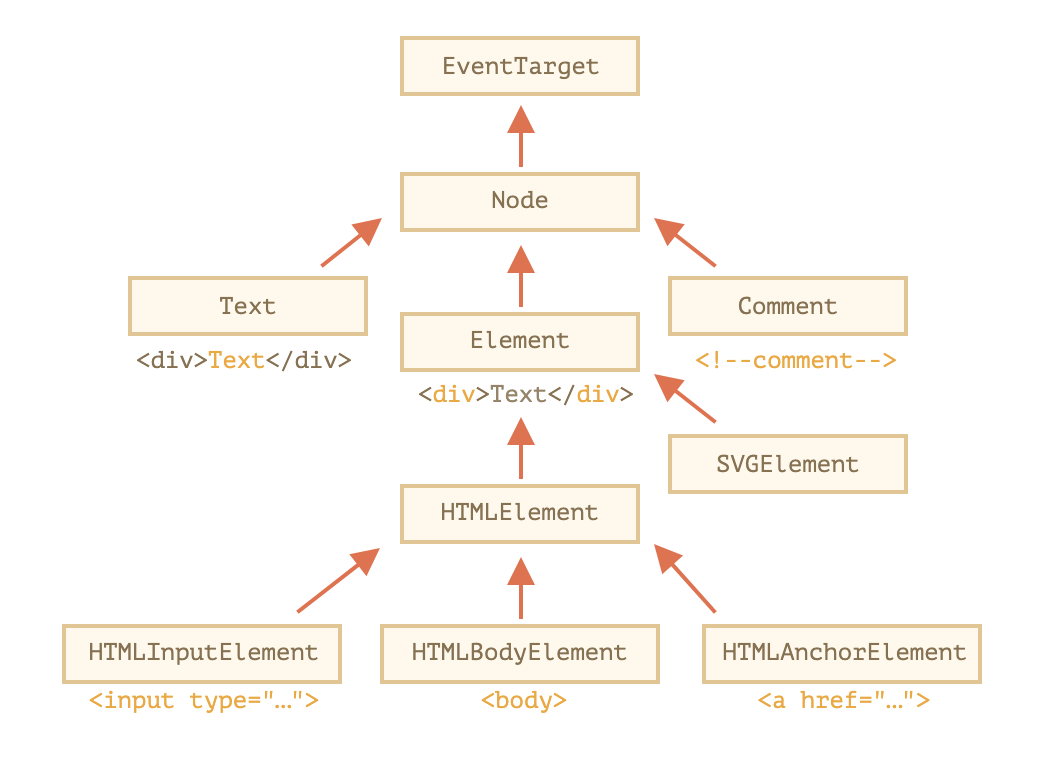 EventTarget
Node
Text
<div>Text</div>
Element
<div>Text</div>
Comment
<!--comment-->
SVGElement
HTMLElement
HTMLInputElement
<input type="…">
HTMLBodyElement
<body>
HTMLAnchorElement
<a href="…">